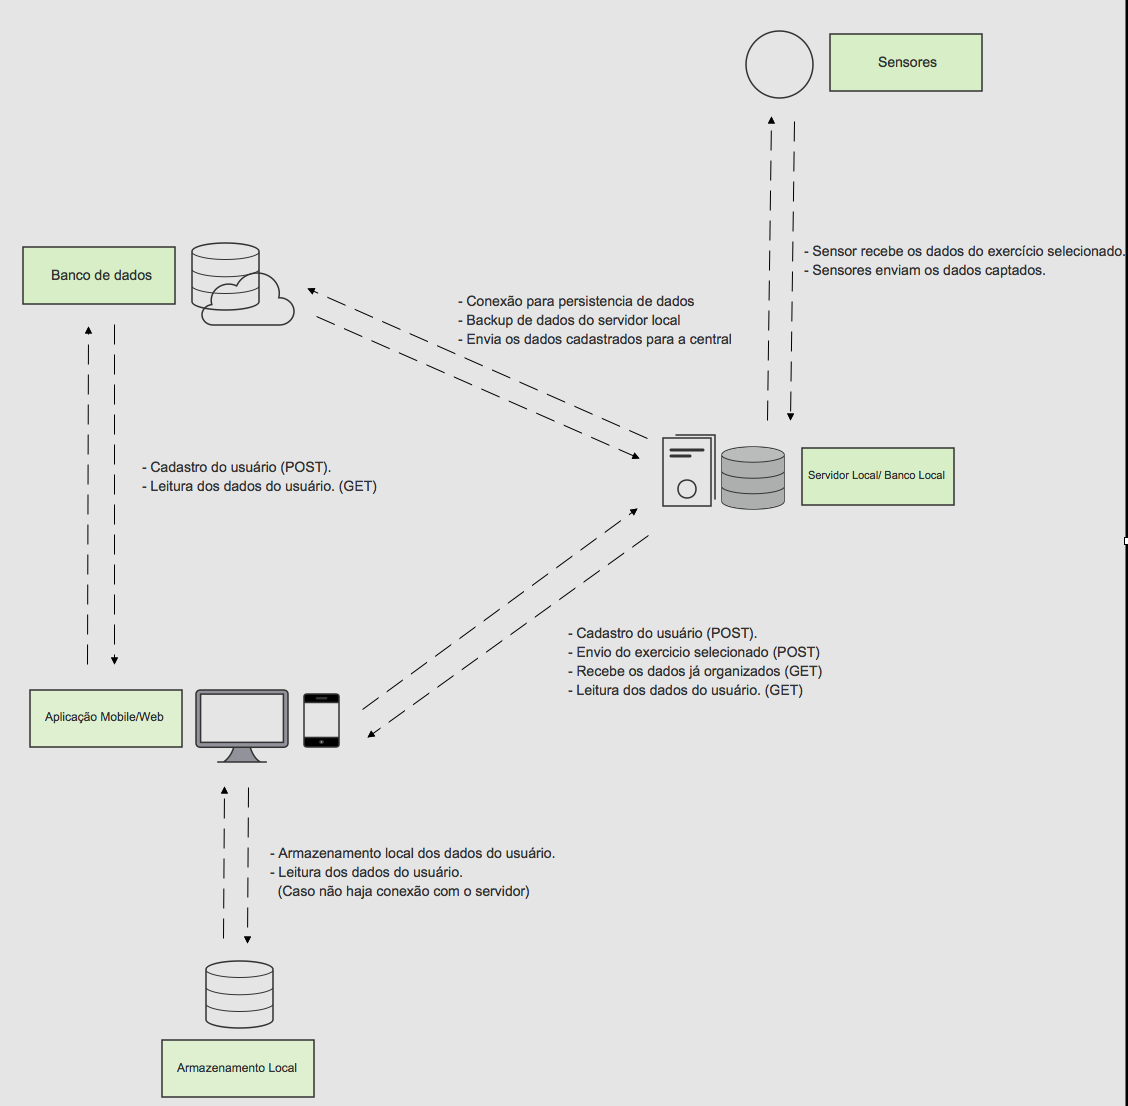 Sensores
- Sensor recebe os dados do exercício selecionado.
- Sensores enviam os dados captados.
Banco de dados
- Conexão para persistencia de dados
- Backup de dados do servidor local
- Envia os dados cadastrados para a central
- Cadastro do usuário (POST).
- Leitura dos dados do usuário. (GET)
Servidor Local/ Banco Local
- Cadastro do usuário (POST).
- Envio do exercicio selecionado (POST)
- Recebe os dados já organizados (GET)
- Leitura dos dados do usuário. (GET)
Aplicação Mobile/Web
- Armazenamento local dos dados do usuário.
- Leitura dos dados do usuário.
(Caso não haja conexão com o servidor)
Armazenamento Local